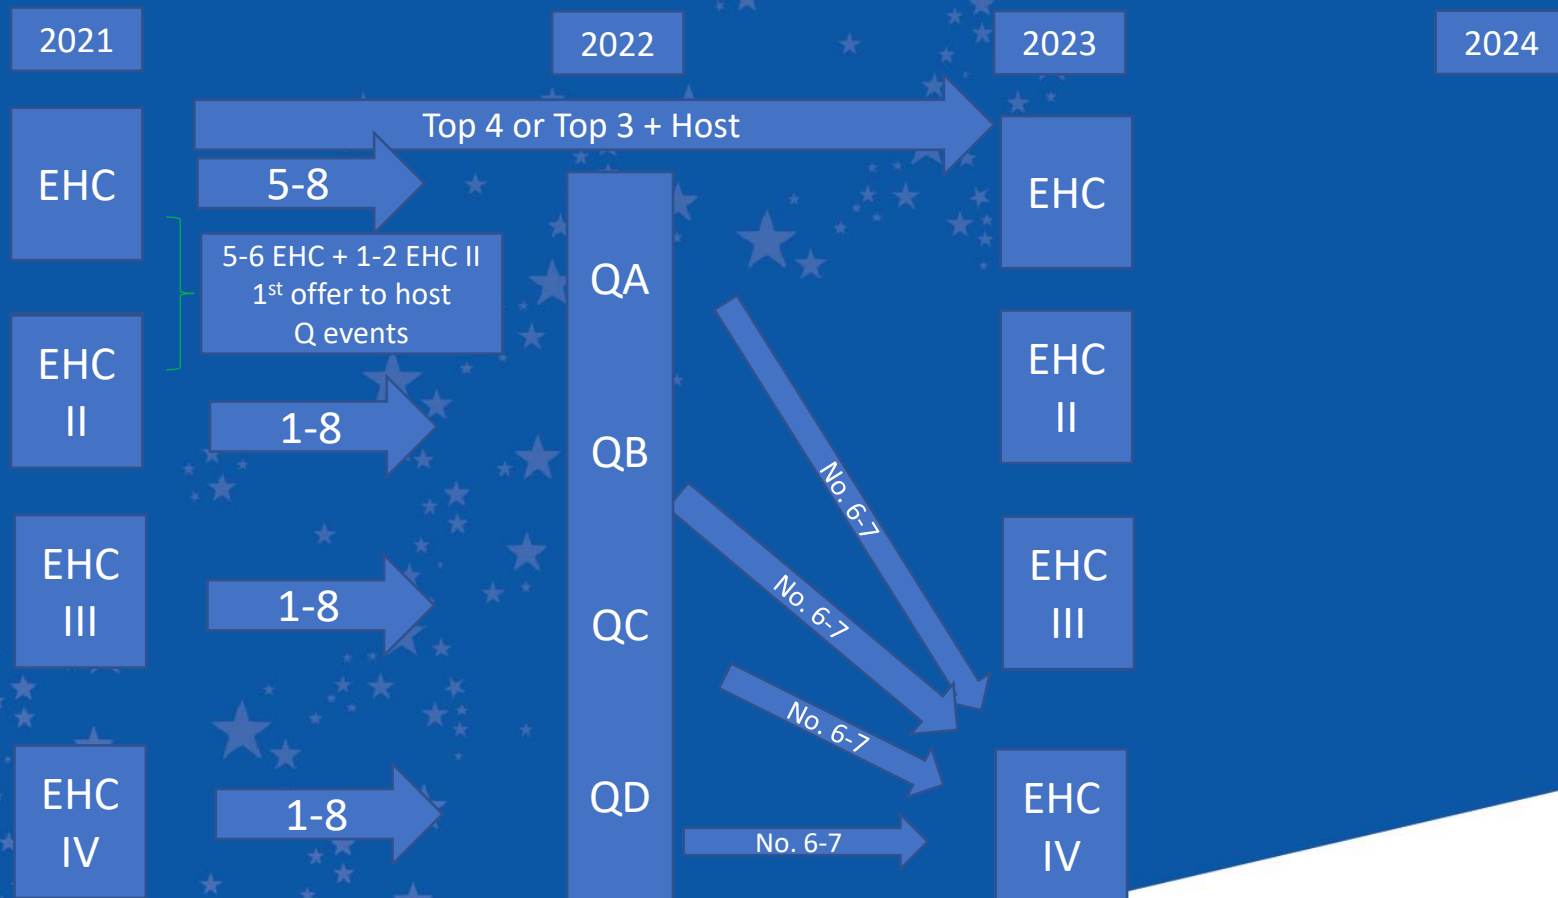 2021
2022
2023
2024
Top 4 or Top 3 + Host
EHC
5-8
EHC
5-6 EHC + 1-2 EHC II
1st offer to host
Q events
QA
EHC
II
1-8
QB
EHC
II
No. 6-7
EHC
III
1-8
QC
No. 6-7
EHC
III
No. 6-7
EHC
IV
1-8
QD
No. 6-7
EHC
IV